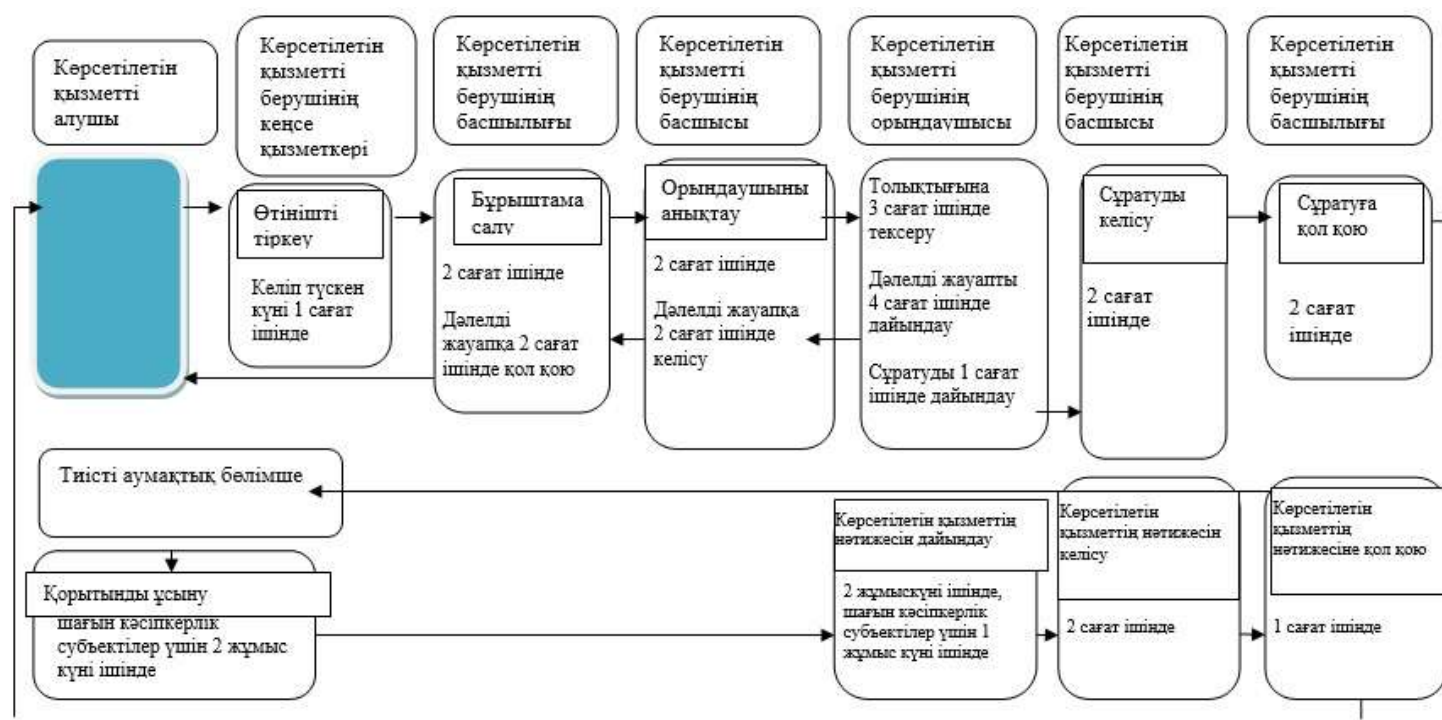 Көрсетілетін
қызметті
алушы
Көрсетілетін
қызметті
берушінің
кеңсе
қызметкері
Көрсетілетін
қызметті
берушінің
басшылығы
Көрсетілетін
қызметті
берушінің
басшысы
Көрсетілетін
қызметті
берушінің
орындаушысы
Көрсетілетін
қызметті
берушінің
басшысы
Көрсетілетін
қызметті
берушінің
басшылығы
Өтінішті
тіркеу
Келіп түскен
күні 1 сағат
ішінде
Бұрыштама
салу
2 сағат ішінде
Дәлелді
жауапқа 2 сағат
ішінде қол қою
Орындаушыны
анықтау
2 сағат ішінде
Дәлелді жауапқа
2 сағат ішінде
келісу
Толықтығына
3 сағат ішінде
тексеру
Дәлелді жауапты
4 сағат ішінде
дайындау
Сұратуды 1 сағат
ішінде дайындау
Сұратуды
келісу
2 сағат
ішінде
Сұратуға
қол қою
2 сағат
ішінде
Тиісті аумақтық бөлімше
Қорытынды ұсыну
шағын кәсіпкерлік
субъектілер үшін 2 жұмыс
күні ішінде
Көрсетілетін қызметтің
нәтижесін дайындау
2 жұмыскүні ішінде,
шағын кәсіпкерлік
субъектілер үшін 1
жұмыс күні ішінде
Көрсетілетін
қызметтің нәтижесін
келісу
2 сағат ішінде
Көрсетілетін
қызметтің
нәтижесіне қол қою
1 сағат ішінде